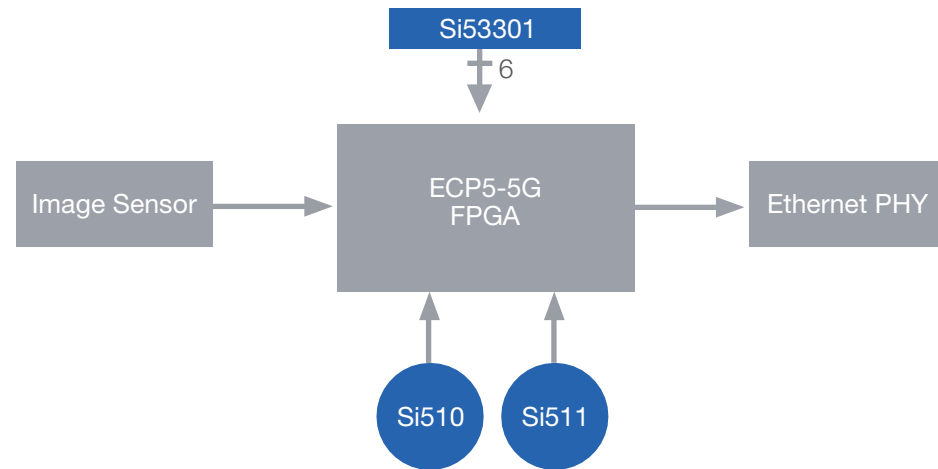 Si53301
6
Image Sensor
ECP5-5G
FPGA
Ethernet PHY
Si510
Si511